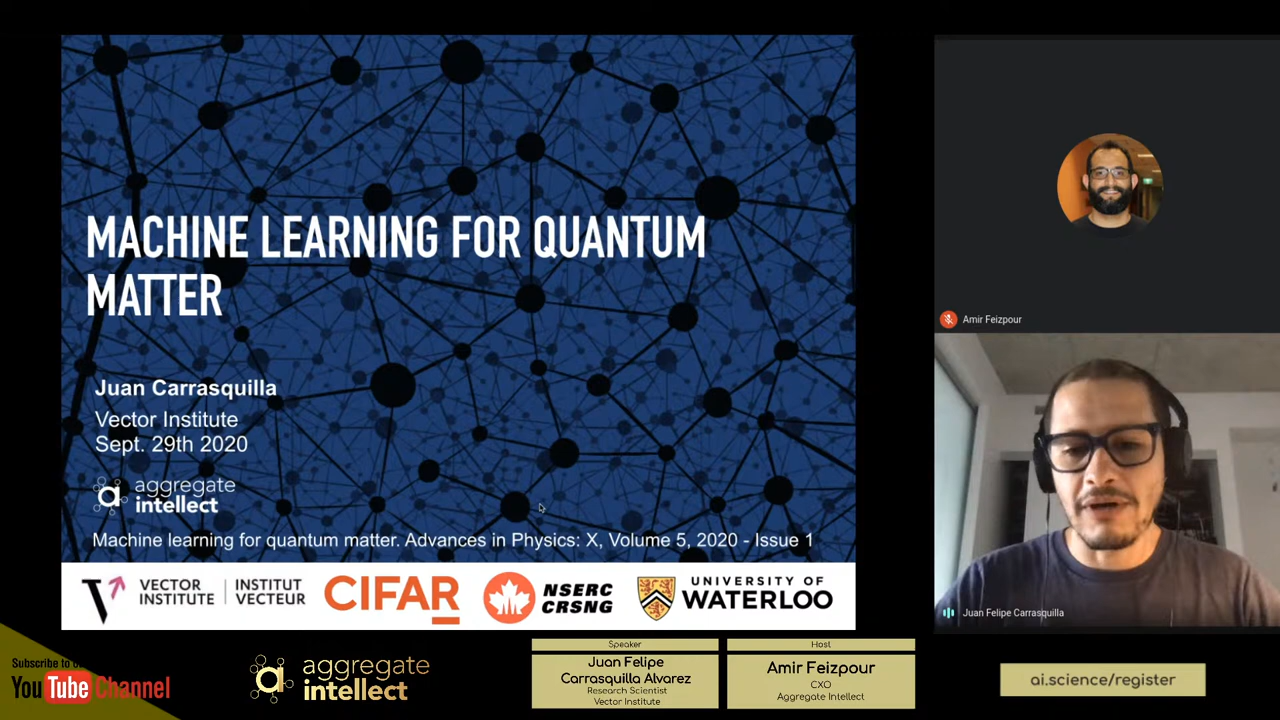 MACHINE LEARNING FOR QUANTUM
MATTER
Juan Carrasquilla
Vector Institute
Sept. 29th 2020
aggregate
intellect
Machine learning for quantum matter. Advances in Physics: X, Volume 5, 2020 - Issue 1
VECTOR
INSTITUTE
INSTITUT
VECTEUR
CIFAR
NSERC
CRSNG
UNIVERSITY OF
WATERLOO
Amir Feizpour
Juan Felipe Carrasquilla
Subscribe to
YouTube Channel
aggregate
intellect
Speaker
Juan Felipe
Carrasquilla Alvarez
Research Scientist
Vector Institute
Host
Amir Feizpour
CXO
Aggregate Intellect
ai.science/register